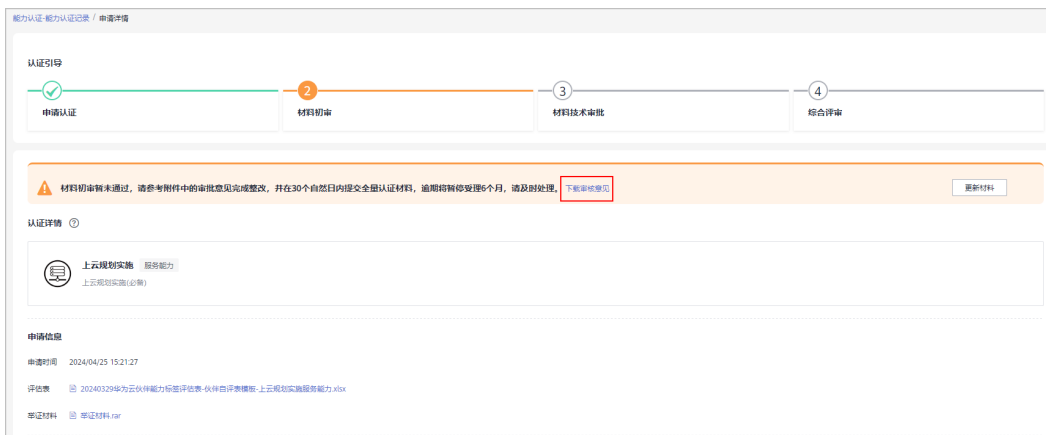 能力认证-能力认证记录 / 申请详情
认证引导
2
3
4
申请认证
材料初审
材料技术审批
综合评审
材料初审暂未通过，请参考附件中的审批意见完成整改，并在30个自然日内提交全量认证材料，逾期将暂停受理6个月，请及时处理。 下载审核意见
更新材料
认证详情 ?
上云规划实施 服务能力
上云规划实施(必备)
申请信息
申请时间 2024/04/25 15:21:27
评估表 20240329华为云伙伴能力标签评估表-伙伴自评表模板-上云规划实施服务能力.xlsx
举证材料 举证材料.rar